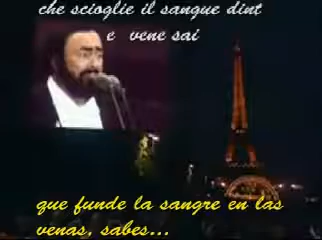 che scioglie il sangue dint
e vene sai
que funde la sangre en las
venas, sabes...